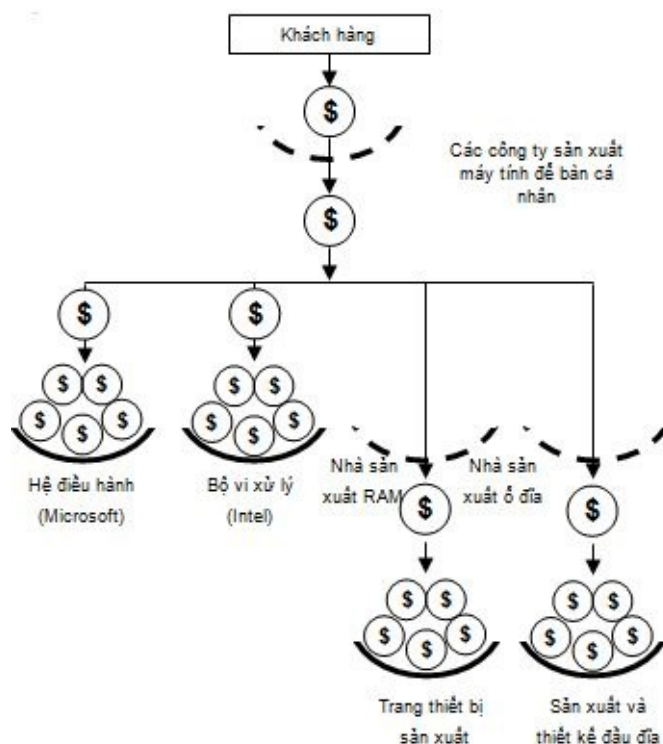 Khách hàng
$
Các công ty sản xuất
máy tính để bàn cá
nhân
$
$
$
$ $
$ $ $
$ $
$ $ $
Hệ điều hành
(Microsoft)
Bộ vi xử lý
(Intel)
Nhà sản
xuất RAM
Nhà sản
xuất ổ đĩa
$
$
$ $
$ $ $
$ $
$ $ $
Trang thiết bị
sản xuất
Sản xuất và
thiết kế đầu đĩa